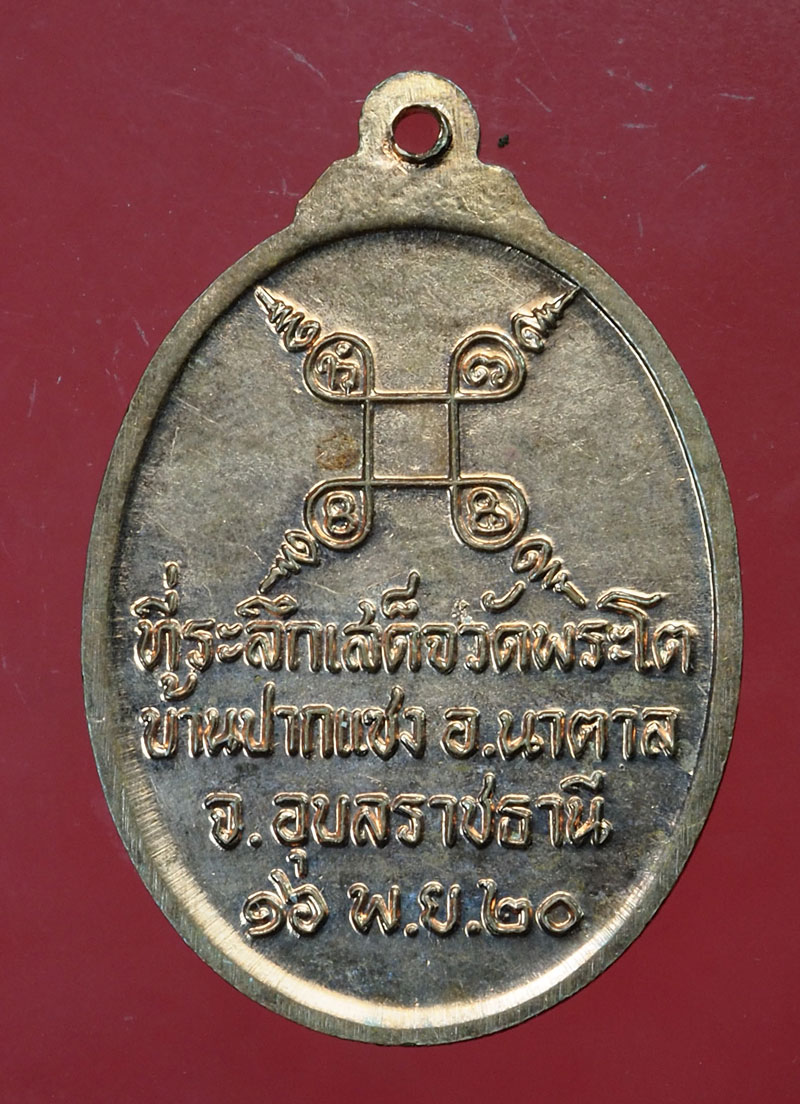 ที่ระลึกเสด็จวัดพระโต
บ้านปากแซง อ.นาตาล
จ.อุบลราชธานี
๑๖ พ.ย.๒๐